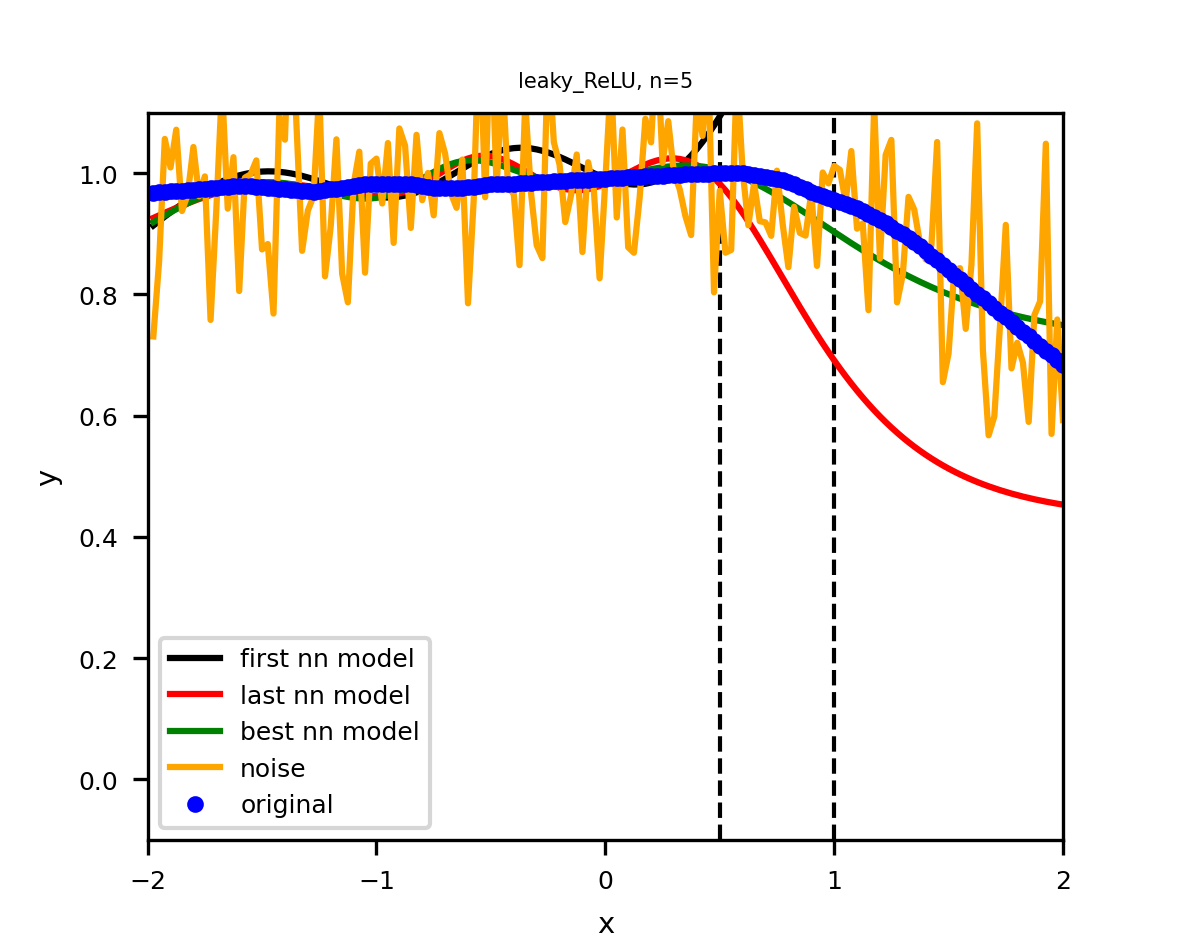 leaky_ReLU, n=5
1.0
0.8
0.6
0.4
0.2
0.0
y
first nn model
last nn model
best nn model
noise
original
−2
−1
0
1
2
x